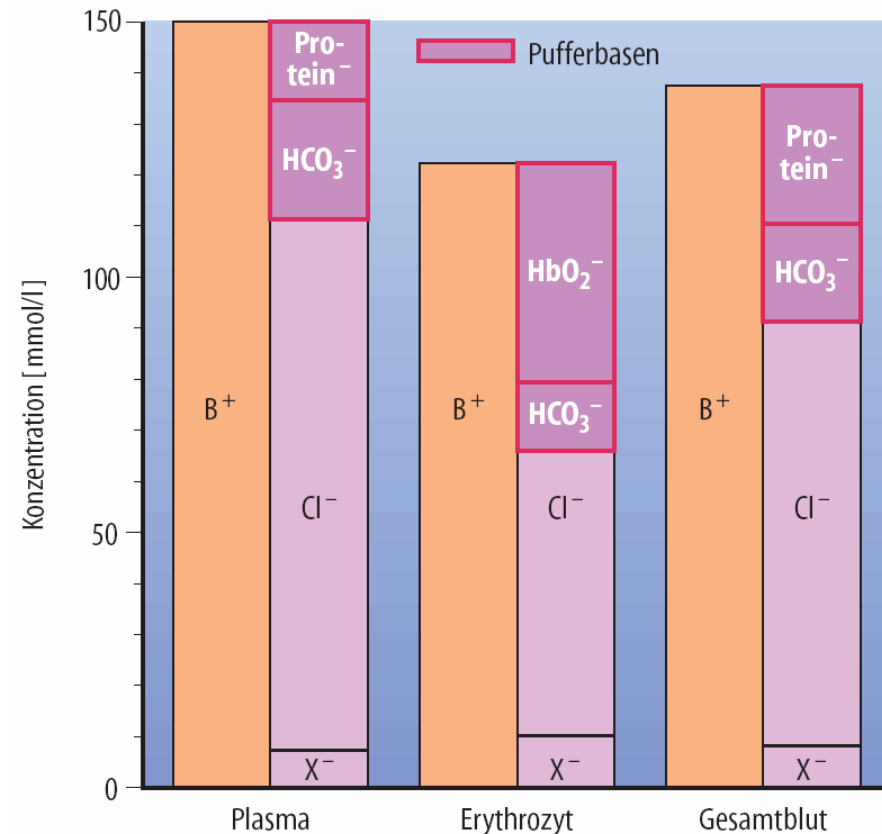 Konzentration [mmol/l]
150
100
50
0
Pufferbasen
Pro-
tein⁻
HCO₃⁻
B⁺
Cl⁻
X⁻
Plasma
HbO₂⁻
HCO₃⁻
B⁺
Cl⁻
X⁻
Erythrozyt
Pro-
tein⁻
HCO₃⁻
B⁺
Cl⁻
X⁻
Gesamtblut